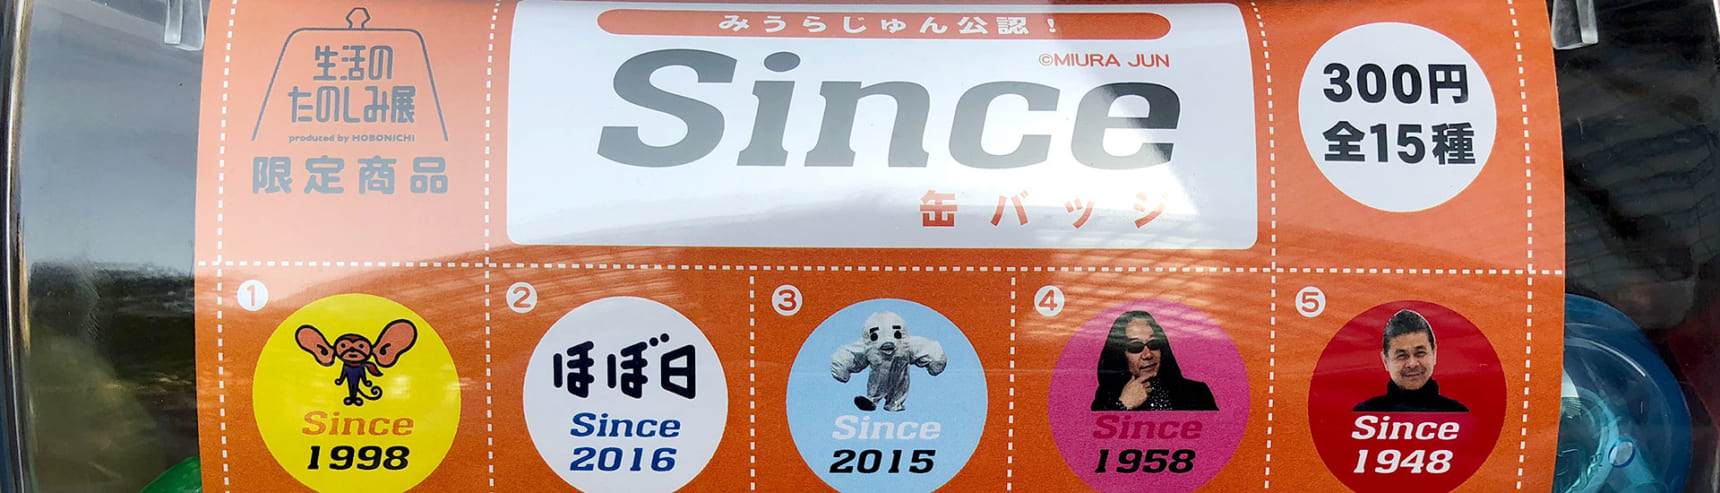 生活の
たのしみ展
produced by HOBONICHI
限定商品
みうらじゅん公認!
©MIURA JUN
Since
缶バッジ
300円
全15種
1
Since
1998
2
ほぼ日
Since
2016
3
Since
2015
4
Since
1958
5
Since
1948